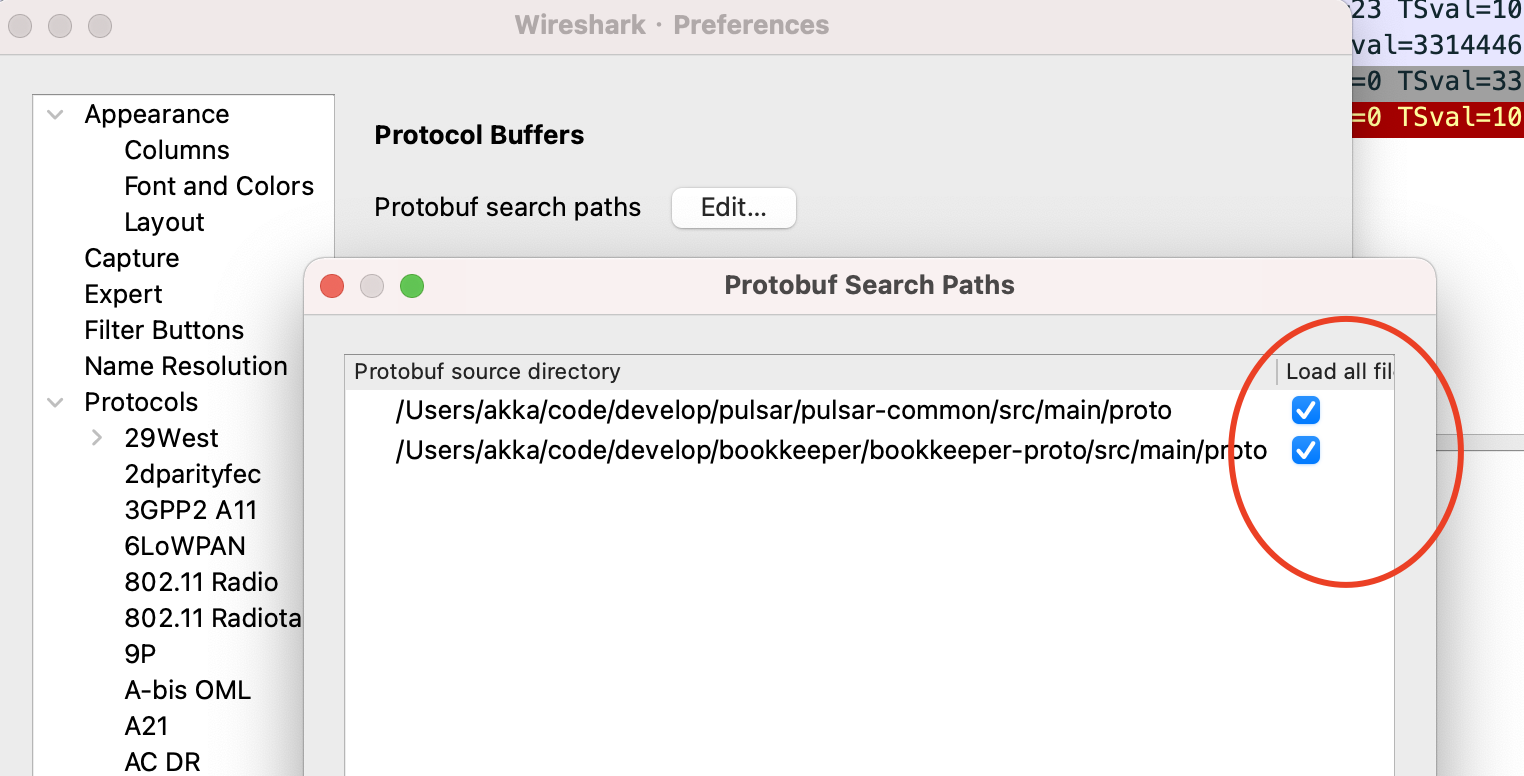 Wireshark · Preferences
23 TSval=10
val=3314446
=0 TSval=33
=0 TSval=10
Appearance
Columns
Font and Colors
Layout
Capture
Expert
Filter Buttons
Name Resolution
Protocols
29West
2dparityfec
3GPP2 A11
6LoWPAN
802.11 Radio
802.11 Radiota
9P
A-bis OML
A21
AC DR
Protocol Buffers
Protobuf search paths
Edit...
Protobuf Search Paths
Protobuf source directory
Load all fil
/Users/akka/code/develop/pulsar/pulsar-common/src/main/proto
/Users/akka/code/develop/bookkeeper/bookkeeper-proto/src/main/proto